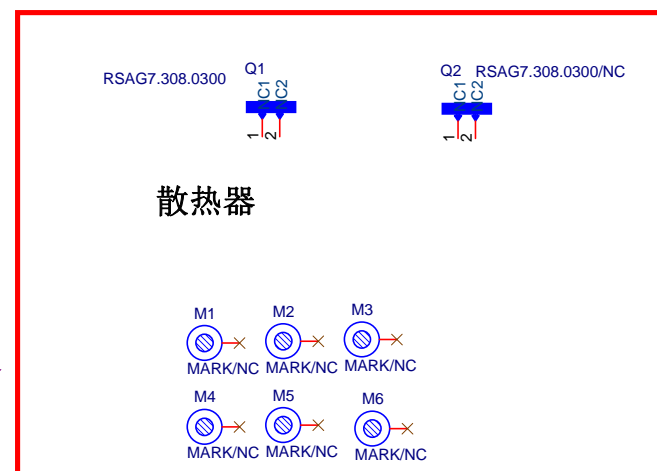 Q1
RSAG7.308.0300
NC1
NC2
1
2
Q2
RSAG7.308.0300/NC
NC1
NC2
1
2
散热器
M1
M2
M3
MARK/NC
MARK/NC
MARK/NC
M4
M5
M6
MARK/NC
MARK/NC
MARK/NC